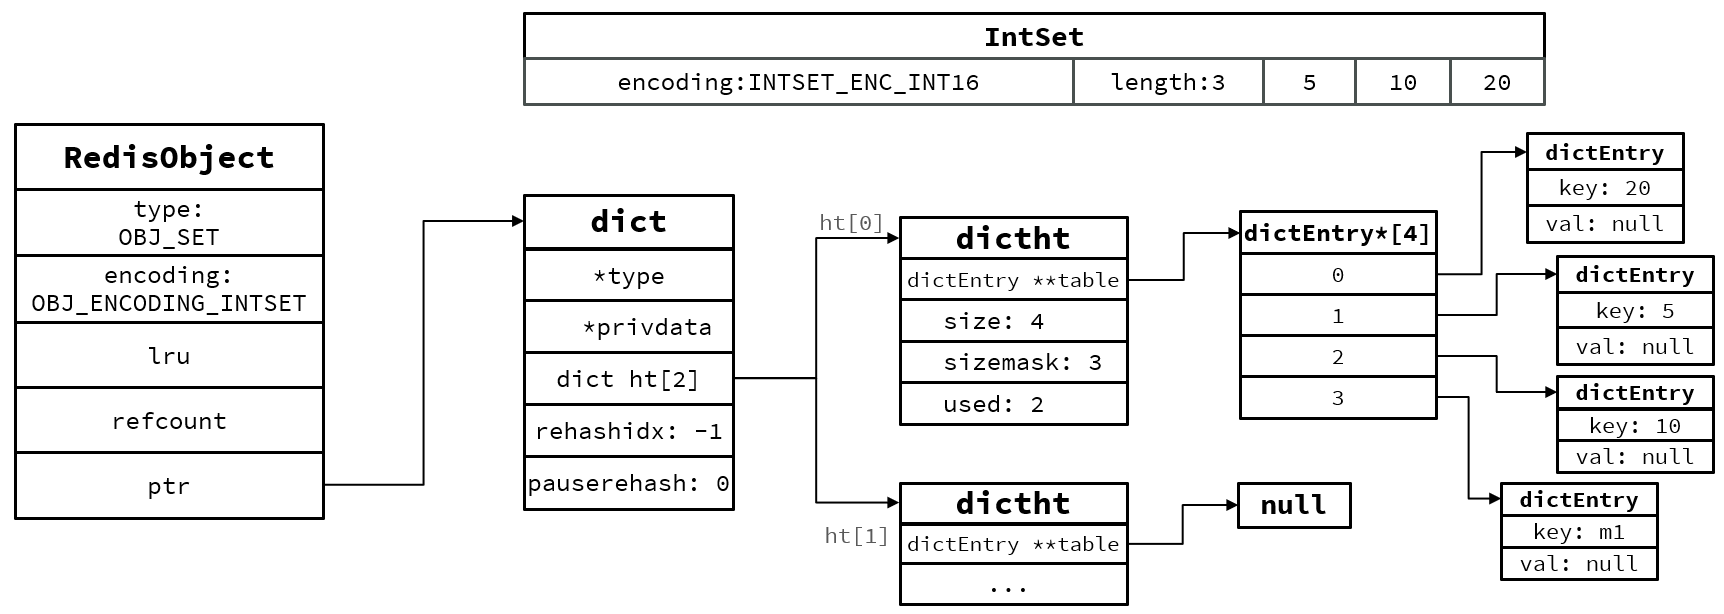 IntSet
encoding:INTSET_ENC_INT16 length:3 5 10 20
RedisObject
type:
OBJ_SET
encoding:
OBJ_ENCODING_INTSET
lru
refcount
ptr
dict
*type
*privdata
dict ht[2]
rehashidx: -1
pauserehash: 0
ht[0]
dictht
dictEntry **table
size: 4
sizemask: 3
used: 2
ht[1]
dictht
dictEntry **table
...
dictEntry*[4]
0
1
2
3
null
dictEntry
key: 20
val: null
dictEntry
key: 5
val: null
dictEntry
key: 10
val: null
dictEntry
key: m1
val: null